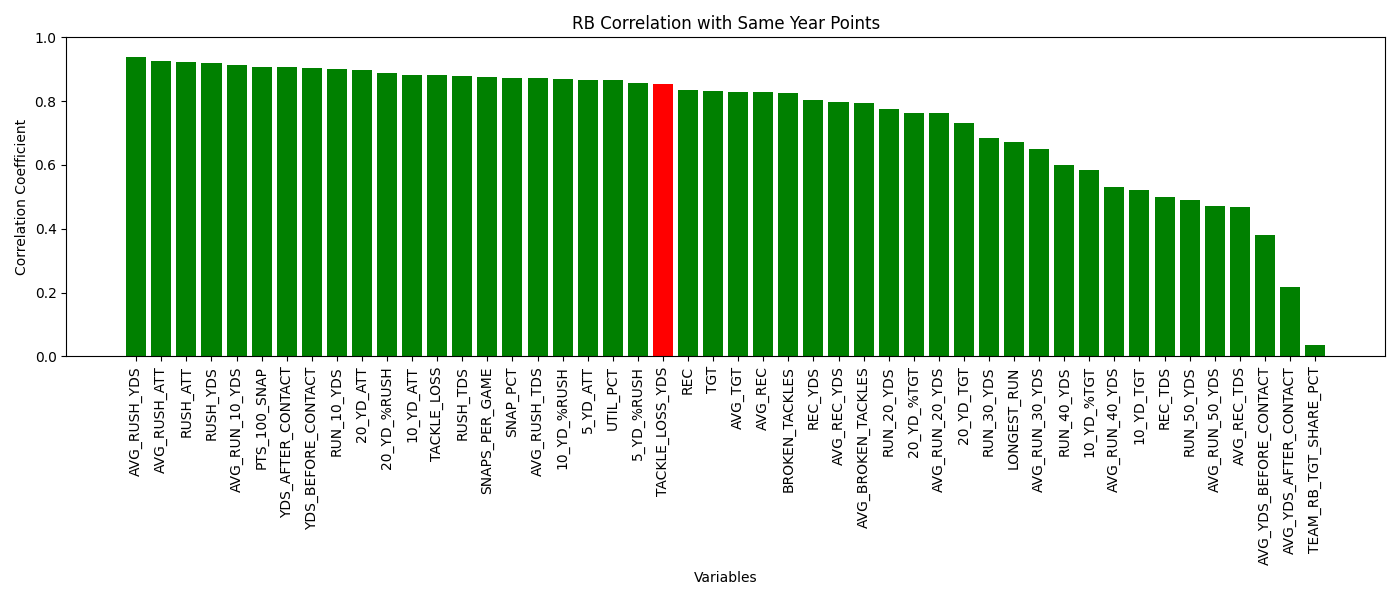 RB Correlation with Same Year Points
Correlation Coefficient
1.0
0.8
0.6
0.4
0.2
0.0
AVG_RUSH_YDS
AVG_RUSH_ATT
RUSH_ATT
RUSH_YDS
AVG_RUN_10_YDS
PTS_100_SNAP
YDS_AFTER_CONTACT
YDS_BEFORE_CONTACT
RUN_10_YDS
20_YD_ATT
20_YD_%RUSH
10_YD_ATT
TACKLE_LOSS
RUSH_TDS
SNAPS_PER_GAME
SNAP_PCT
AVG_RUSH_TDS
10_YD_%RUSH
5_YD_ATT
UTIL_PCT
5_YD_%RUSH
TACKLE_LOSS_YDS
REC
TGT
AVG_TGT
AVG_REC
BROKEN_TACKLES
REC_YDS
AVG_REC_YDS
AVG_BROKEN_TACKLES
RUN_20_YDS
20_YD_%TGT
AVG_RUN_20_YDS
20_YD_TGT
RUN_30_YDS
LONGEST_RUN
AVG_RUN_30_YDS
RUN_40_YDS
10_YD_%TGT
AVG_RUN_40_YDS
10_YD_TGT
REC_TDS
RUN_50_YDS
AVG_RUN_50_YDS
AVG_REC_TDS
AVG_YDS_BEFORE_CONTACT
AVG_YDS_AFTER_CONTACT
TEAM_RB_TGT_SHARE_PCT
Variables